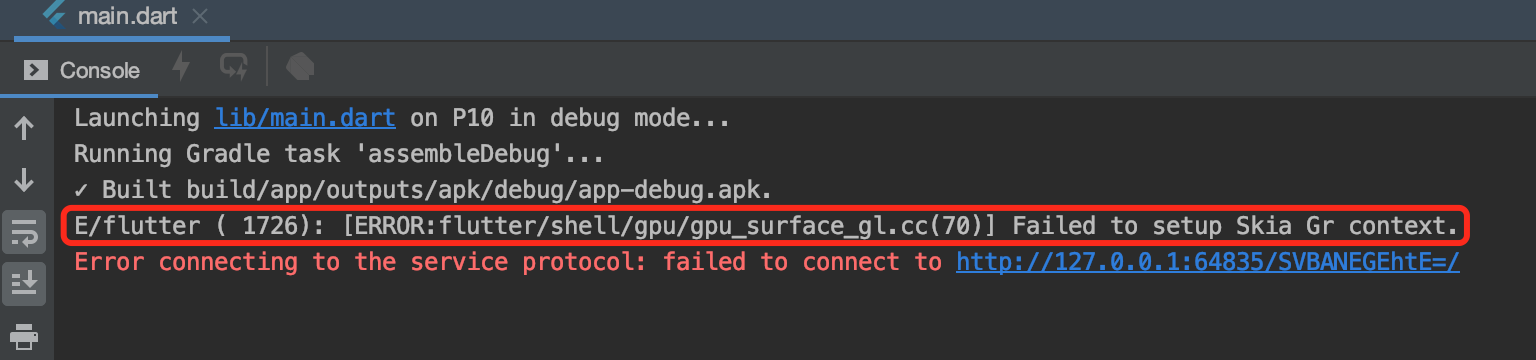 main.dart
Console
Launching lib/main.dart on P10 in debug mode...
Running Gradle task 'assembleDebug'...
✓ Built build/app/outputs/apk/debug/app-debug.apk.
E/flutter ( 1726): [ERROR:flutter/shell/gpu/gpu_surface_gl.cc(70)] Failed to setup Skia Gr context.
Error connecting to the service protocol: failed to connect to http://127.0.0.1:64835/SVBANEGEhtE=/